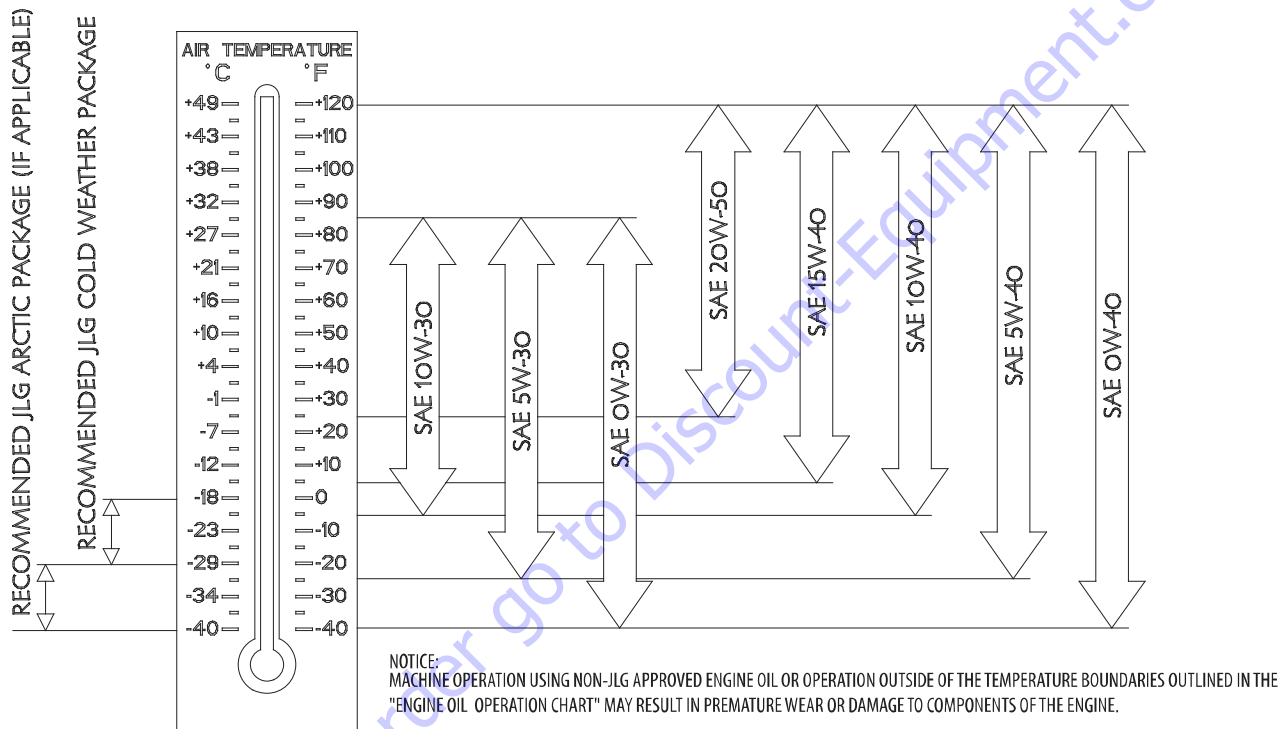 RECOMMENDED JLG ARCTIC PACKAGE (IF APPLICABLE)
RECOMMENDED JLG COLD WEATHER PACKAGE
AIR TEMPERATURE
°C °F
+49 +120
+43 +110
+38 +100
+32 +90
+27 +80
+21 +70
+16 +60
+10 +50
+4 +40
-1 +30
-7 +20
-12 +10
-18 0
-23 -10
-29 -20
-34 -30
-40 -40
SAE 10W-30
SAE 5W-30
SAE 0W-30
SAE 20W-50
SAE 15W-40
SAE 10W-40
SAE 5W-40
SAE 0W-40
NOTICE:
MACHINE OPERATION USING NON-JLG APPROVED ENGINE OIL OR OPERATION OUTSIDE OF THE TEMPERATURE BOUNDARIES OUTLINED IN THE
"ENGINE OIL OPERATION CHART" MAY RESULT IN PREMATURE WEAR OR DAMAGE TO COMPONENTS OF THE ENGINE.
go to Discount-Equipment.c